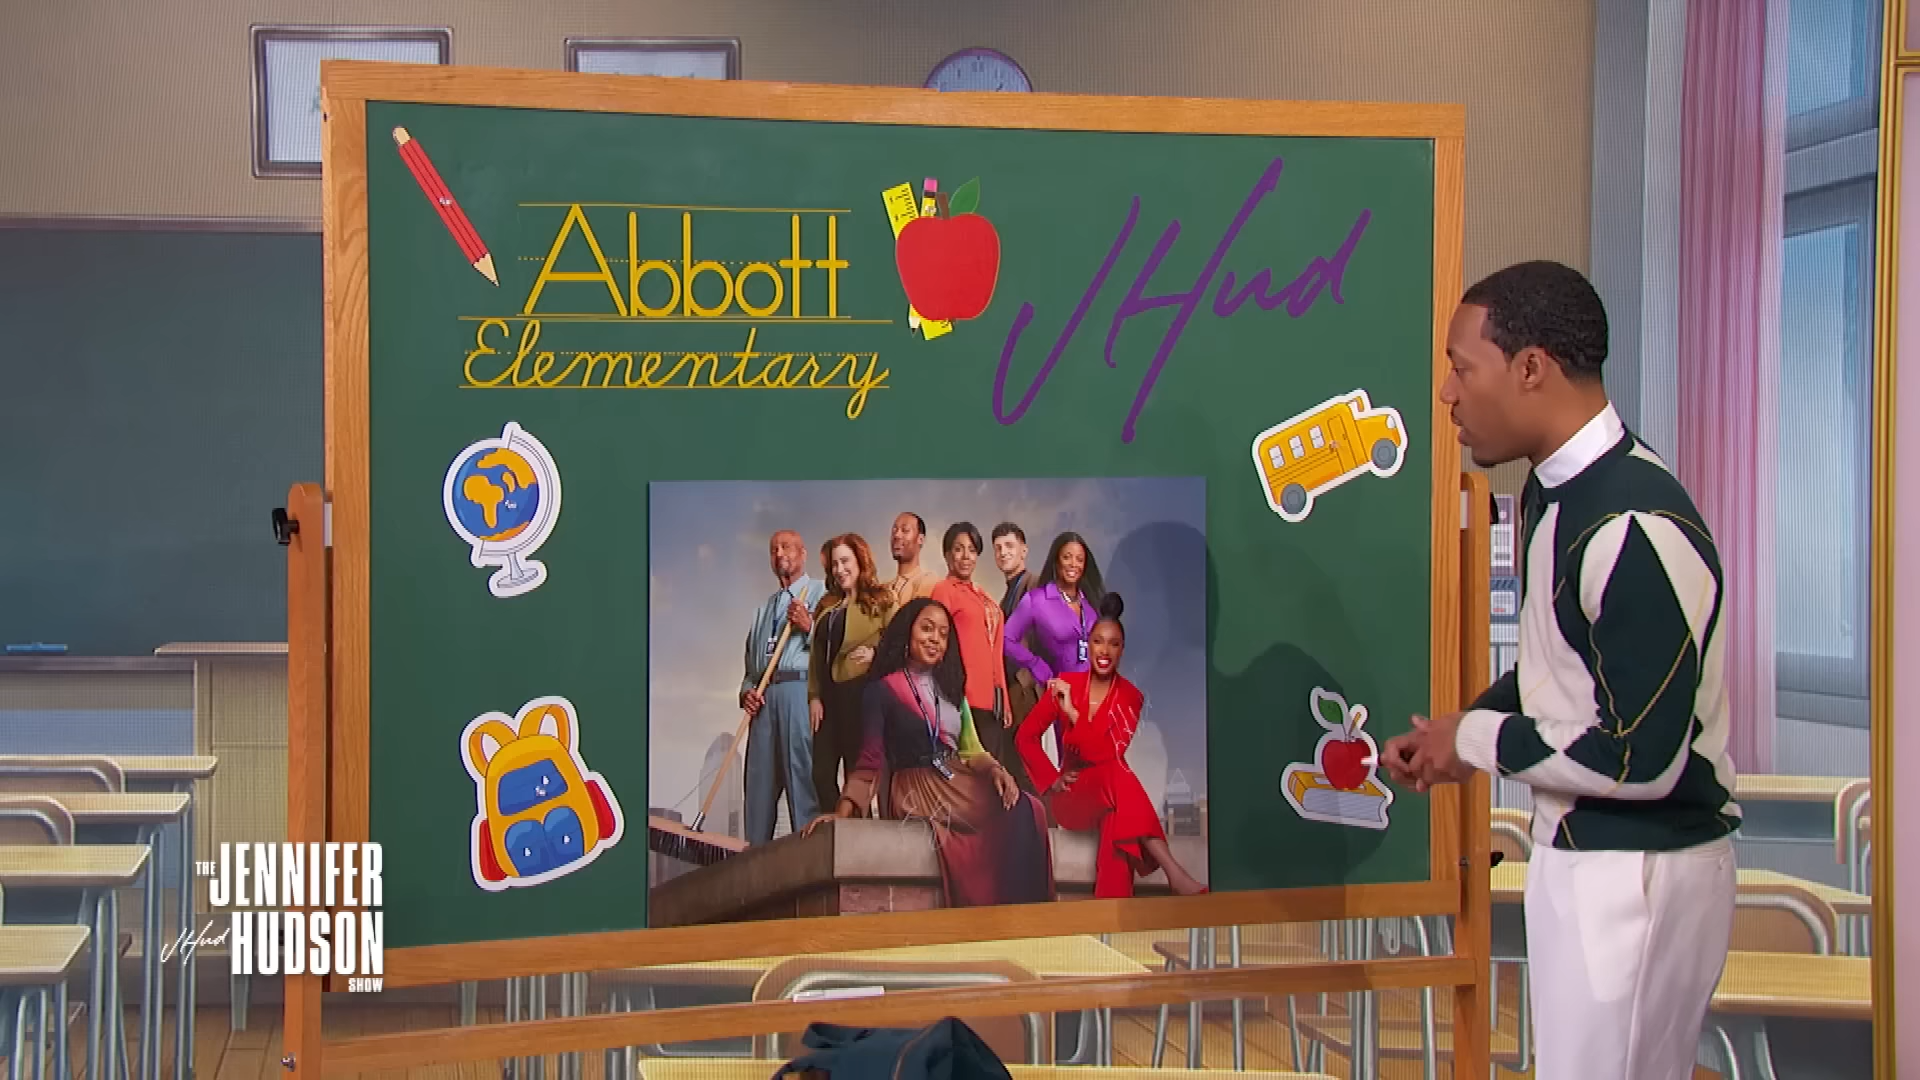 Abbott
Elementary
JHud
THE
JENNIFER
JHud HUDSON
SHOW